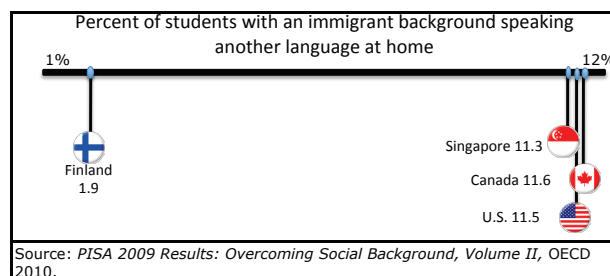 Percent of students with an immigrant background speaking
another language at home
1%
12%
Finland
1.9
Singapore 11.3
Canada 11.6
U.S. 11.5
Source: PISA 2009 Results: Overcoming Social Background, Volume II, OECD
2010.